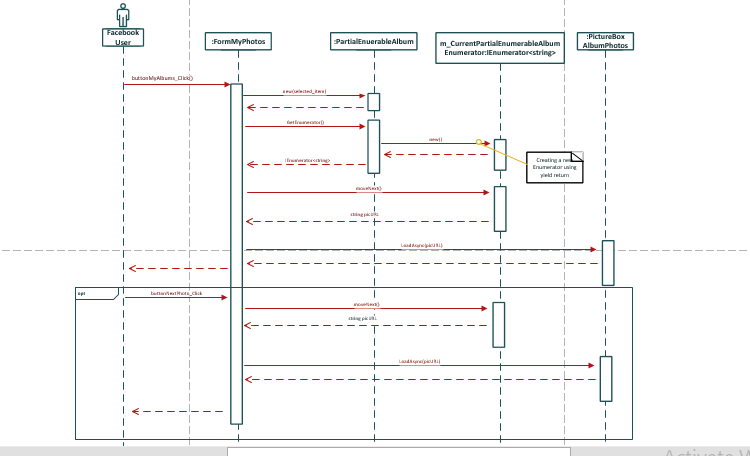 Facebook
User
:FormMyPhotos
:PartialEnuerableAlbum
m_CurrentPartialEnumerableAlbum
Enumerator:IEnumerator<string>
:PictureBox
AlbumPhotos
buttonMyAlbums_Click()
new(selected_item)
GetEnumerator()
new()
IEnumerator<string>
Creating a new
Enumerator using
yield return
moveNext()
string picURL
LoadAsync(picURL)
opt
buttonNextPhoto_Click
moveNext()
string picURL
LoadAsync(picURL)